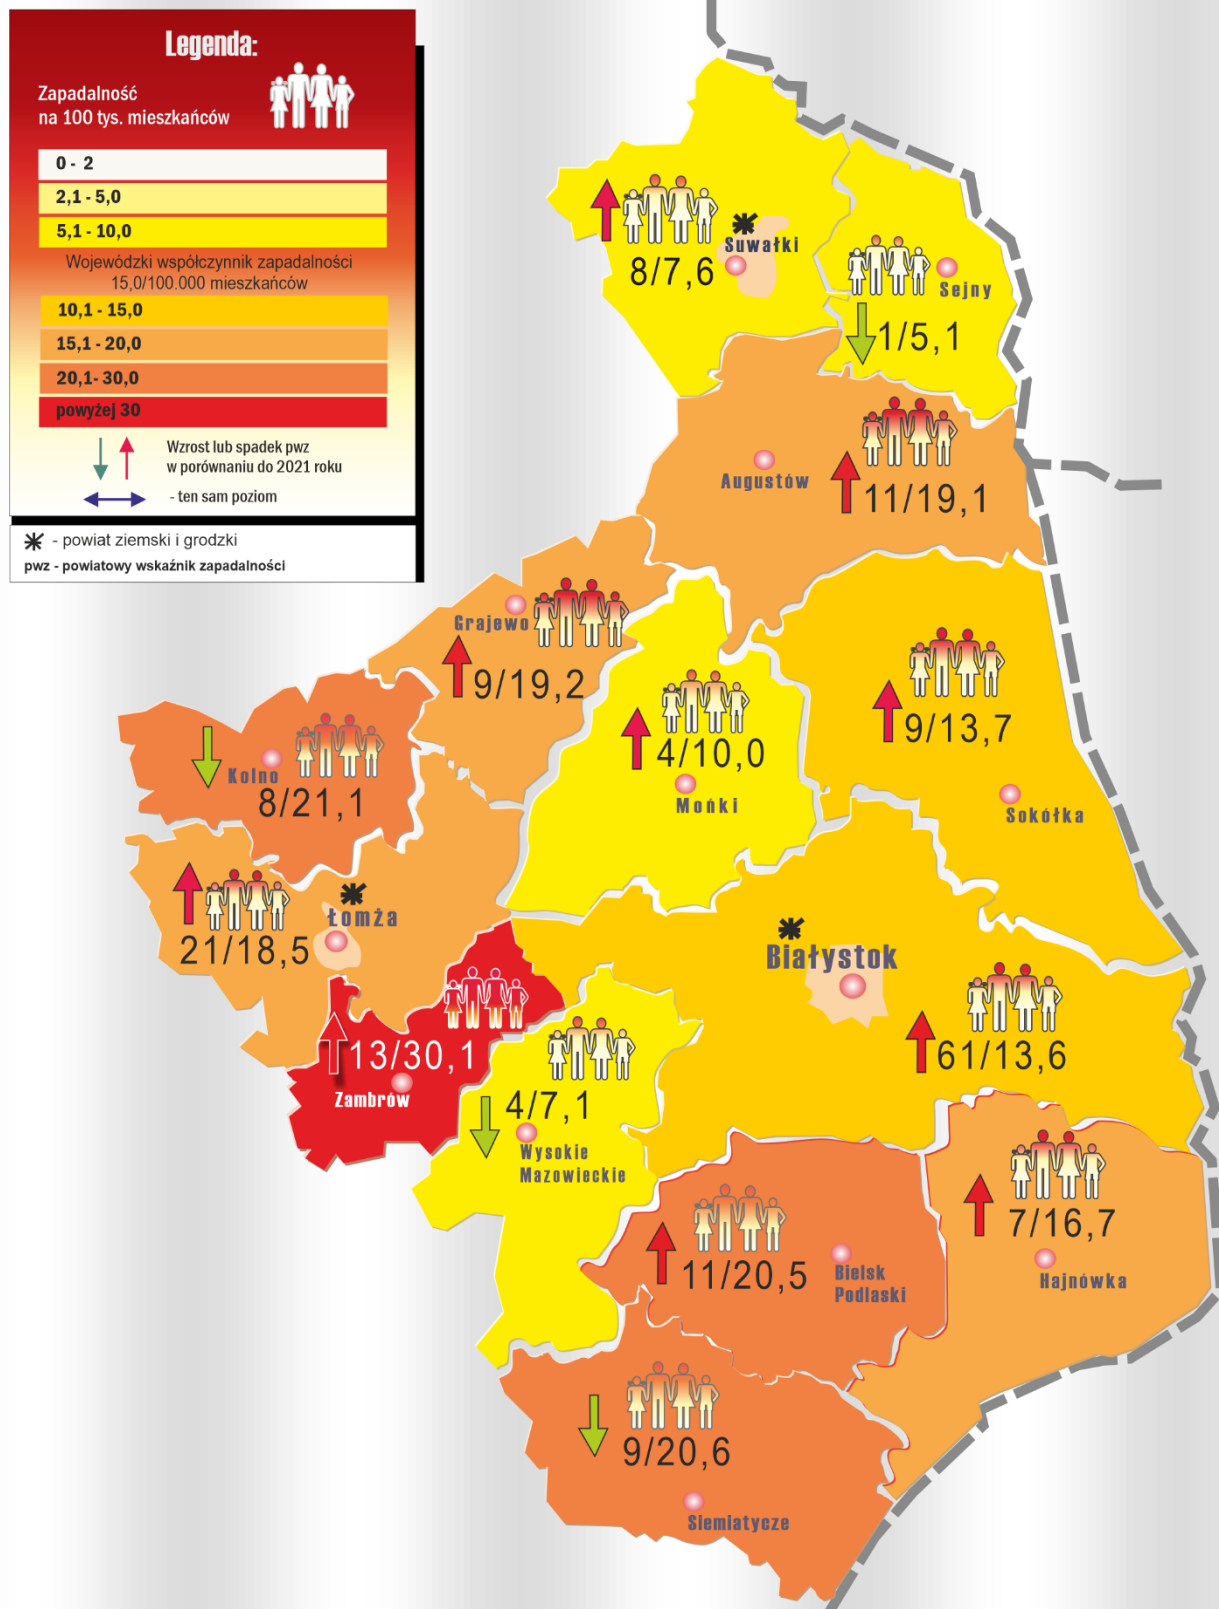 Legenda:
Zapadalność
na 100 tys. mieszkańców
0 - 2
2,1 - 5,0
5,1 - 10,0
Wojewódzki współczynnik zapadalności
15,0/100.000 mieszkańców
10,1 - 15,0
15,1 - 20,0
20,1- 30,0
powyżej 30
Wzrost lub spadek pwz
w porównaniu do 2021 roku
- ten sam poziom
- powiat ziemski i grodzki
pwz - powiatowy wskaźnik zapadalności
Suwałki
8/7,6
Sejny
1/5,1
Augustów
11/19,1
Grajewo
9/19,2
4/10,0
Mońki
9/13,7
Sokółka
Kolno
8/21,1
Łomża
21/18,5
Białystok
61/13,6
13/30,1
Zambrów
4/7,1
Wysokie
Mazowieckie
7/16,7
Hajnówka
11/20,5
Bielsk
Podlaski
9/20,6
Siemiatycze